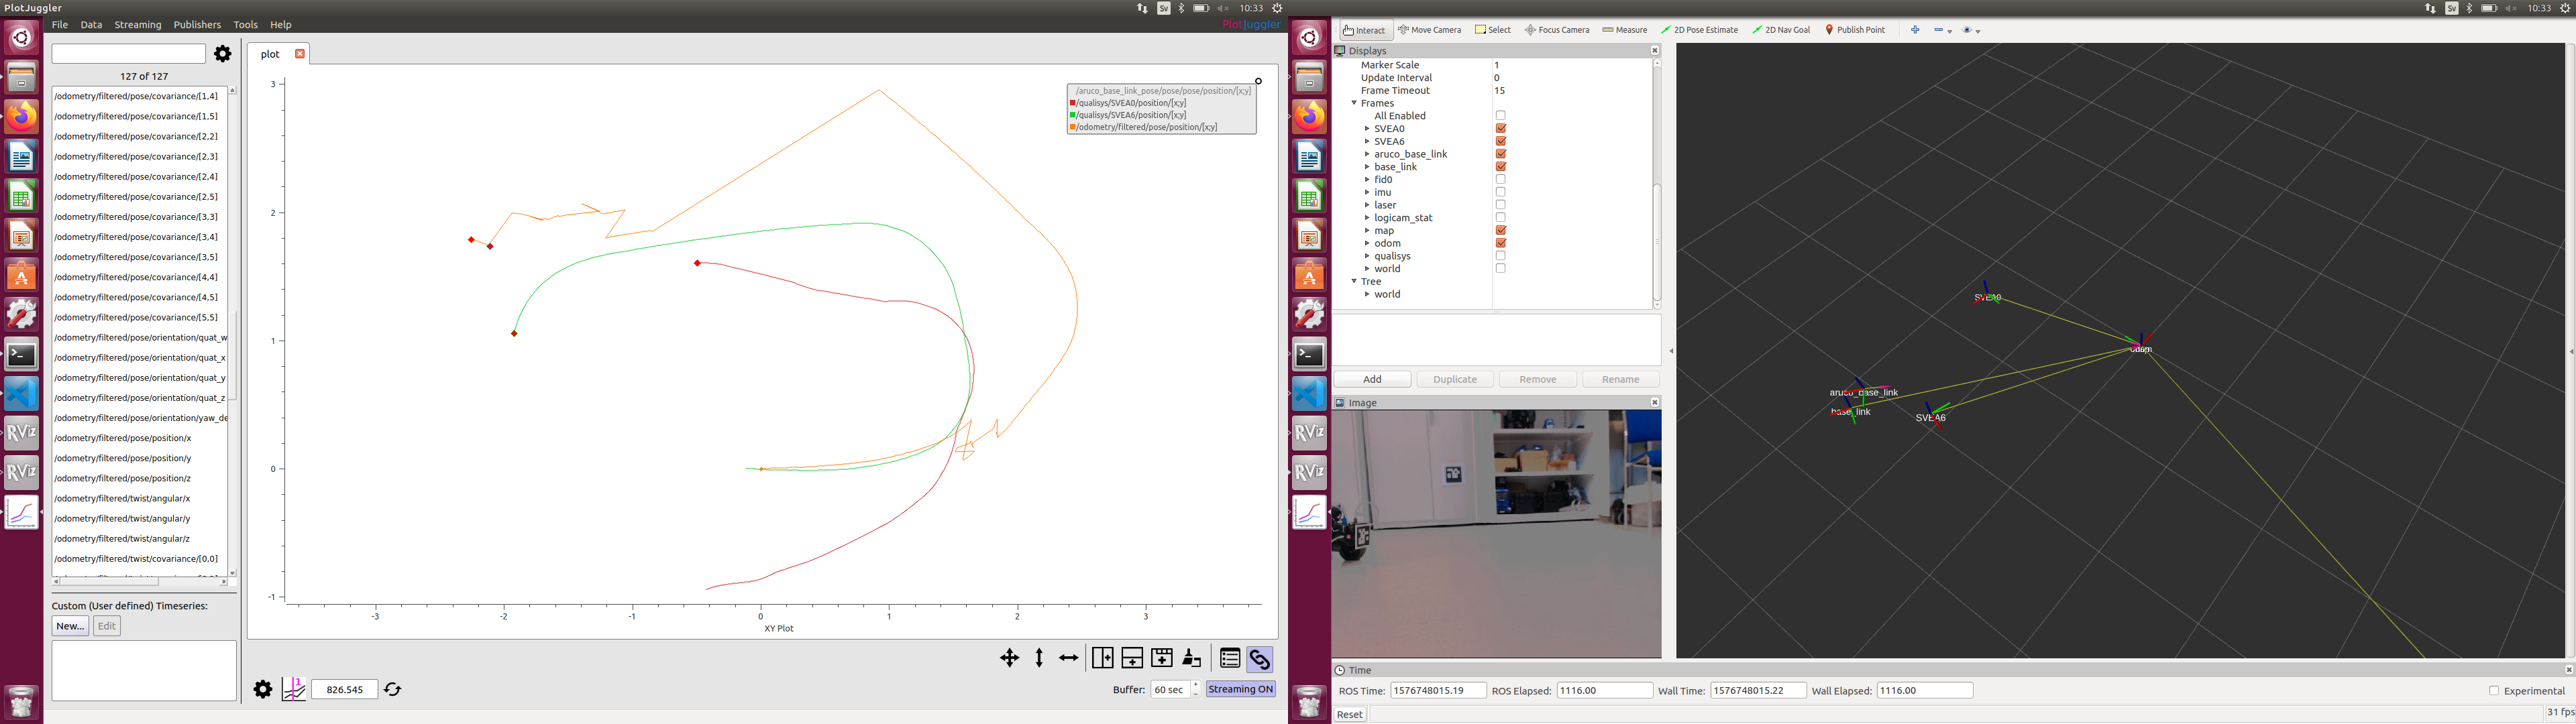 PlotJuggler
Sv
10:33
File Data Streaming Publishers Tools Help
PlotJuggler
127 of 127
/odometry/filtered/pose/covariance/[1,4]
/odometry/filtered/pose/covariance/[1,5]
/odometry/filtered/pose/covariance/[2,2]
/odometry/filtered/pose/covariance/[2,3]
/odometry/filtered/pose/covariance/[2,4]
/odometry/filtered/pose/covariance/[2,5]
/odometry/filtered/pose/covariance/[3,3]
/odometry/filtered/pose/covariance/[3,4]
/odometry/filtered/pose/covariance/[3,5]
/odometry/filtered/pose/covariance/[4,4]
/odometry/filtered/pose/covariance/[4,5]
/odometry/filtered/pose/covariance/[5,5]
/odometry/filtered/pose/orientation/quat_w
/odometry/filtered/pose/orientation/quat_x
/odometry/filtered/pose/orientation/quat_y
/odometry/filtered/pose/orientation/quat_z
/odometry/filtered/pose/orientation/yaw_de
/odometry/filtered/pose/position/x
/odometry/filtered/pose/position/y
/odometry/filtered/pose/position/z
/odometry/filtered/twist/angular/x
/odometry/filtered/twist/angular/y
/odometry/filtered/twist/angular/z
/odometry/filtered/twist/covariance/[0,0]
Custom (User defined) Timeseries:
New... Edit
plot
3
2
1
0
-1
-3 -2 -1 0 1 2 3
XY Plot
/aruco_base_link_pose/pose/pose/position/[x;y]
/qualisys/SVEA0/position/[x;y]
/qualisys/SVEA6/position/[x;y]
/odometry/filtered/pose/position/[x;y]
1
826.545
Buffer: 60 sec Streaming ON
RViz
RViz
Sv
10:33
Interact Move Camera Select Focus Camera Measure 2D Pose Estimate 2D Nav Goal Publish Point
Displays
Marker Scale 1
Update Interval 0
Frame Timeout 15
Frames
All Enabled
SVEA0
SVEA6
aruco_base_link
base_link
fid0
imu
laser
logicam_stat
map
odom
qualisys
world
Tree
world
Add Duplicate Remove Rename
Image
RViz
RViz
SVEA0
odom
aruco_base_link
base_link
SVEA6
Time
ROS Time: 1576748015.19 ROS Elapsed: 1116.00 Wall Time: 1576748015.22 Wall Elapsed: 1116.00 Experimental
Reset
31 fps